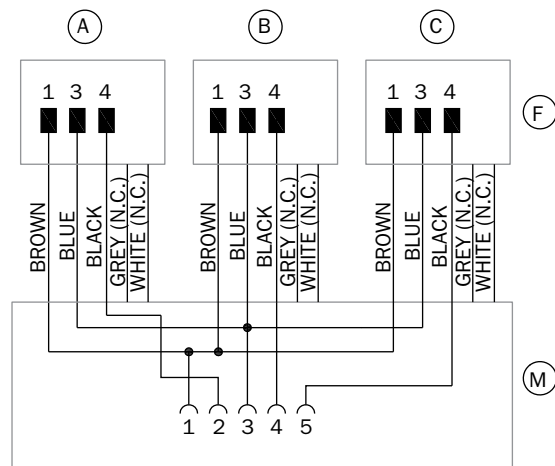 A B C
1 3 4 1 3 4 1 3 4
F
BROWN BLUE BLACK GREY (N.C.) WHITE (N.C.) BROWN BLUE BLACK GREY (N.C.) WHITE (N.C.) BROWN BLUE BLACK GREY (N.C.) WHITE (N.C.)
M
1 2 3 4 5